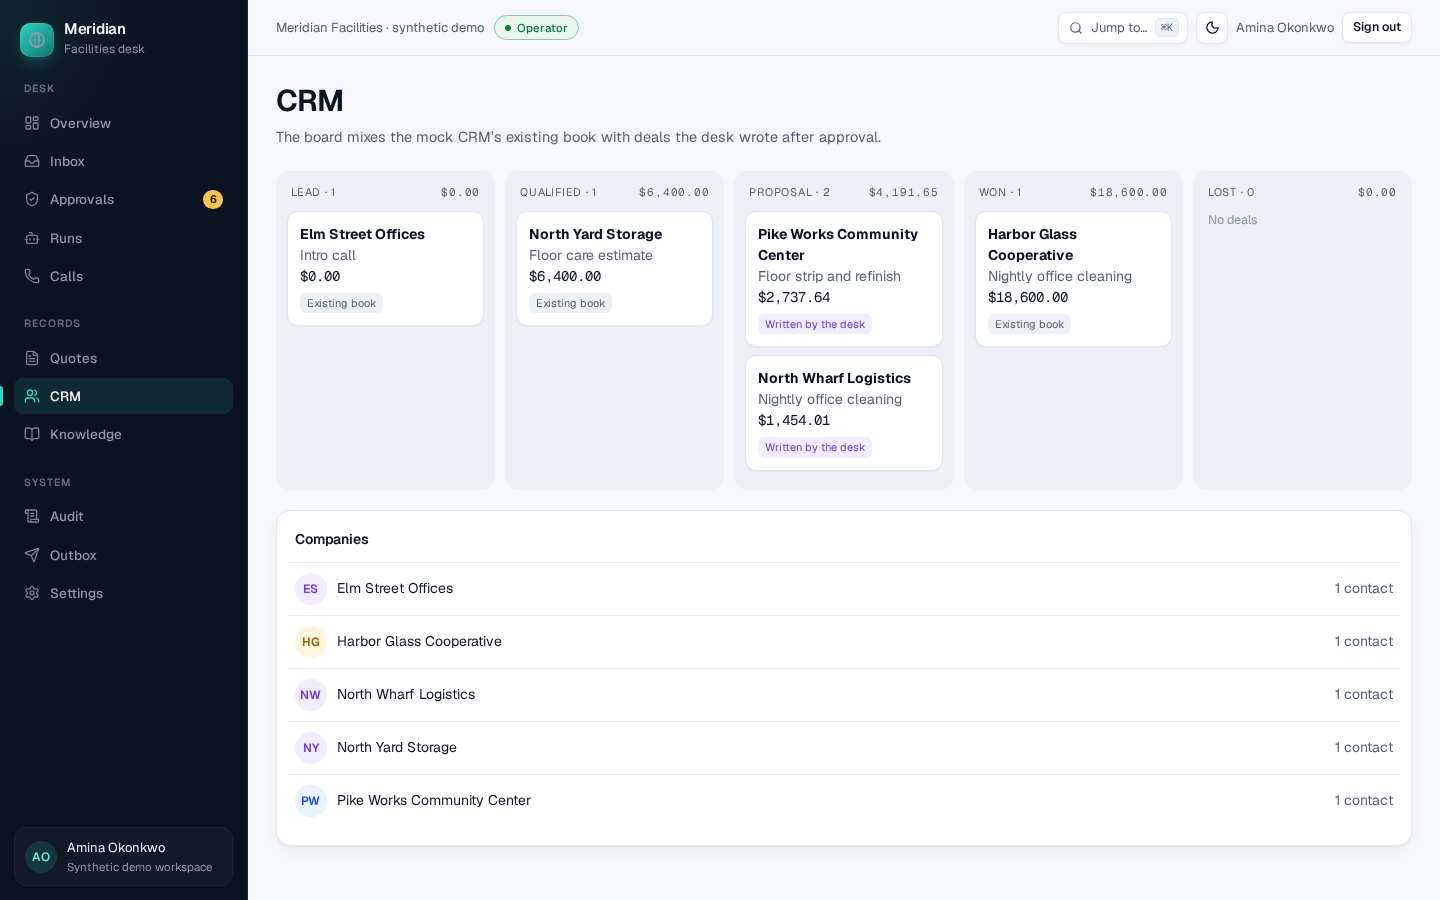 Meridian
Facilities desk
DESK
Overview
Inbox
Approvals 6
Runs
Calls
RECORDS
Quotes
CRM
Knowledge
SYSTEM
Audit
Outbox
Settings
AO Amina Okonkwo
Synthetic demo workspace
Meridian Facilities · synthetic demo Operator Jump to... ⌘K Amina Okonkwo Sign out
CRM
The board mixes the mock CRM's existing book with deals the desk wrote after approval.
LEAD · 1 $0.00
Elm Street Offices
Intro call
$0.00
Existing book
QUALIFIED · 1 $6,400.00
North Yard Storage
Floor care estimate
$6,400.00
Existing book
PROPOSAL · 2 $4,191.65
Pike Works Community
Center
Floor strip and refinish
$2,737.64
Written by the desk
North Wharf Logistics
Nightly office cleaning
$1,454.01
Written by the desk
WON · 1 $18,600.00
Harbor Glass
Cooperative
Nightly office cleaning
$18,600.00
Existing book
LOST · 0 $0.00
No deals
Companies
ES Elm Street Offices 1 contact
HG Harbor Glass Cooperative 1 contact
NW North Wharf Logistics 1 contact
NY North Yard Storage 1 contact
PW Pike Works Community Center 1 contact